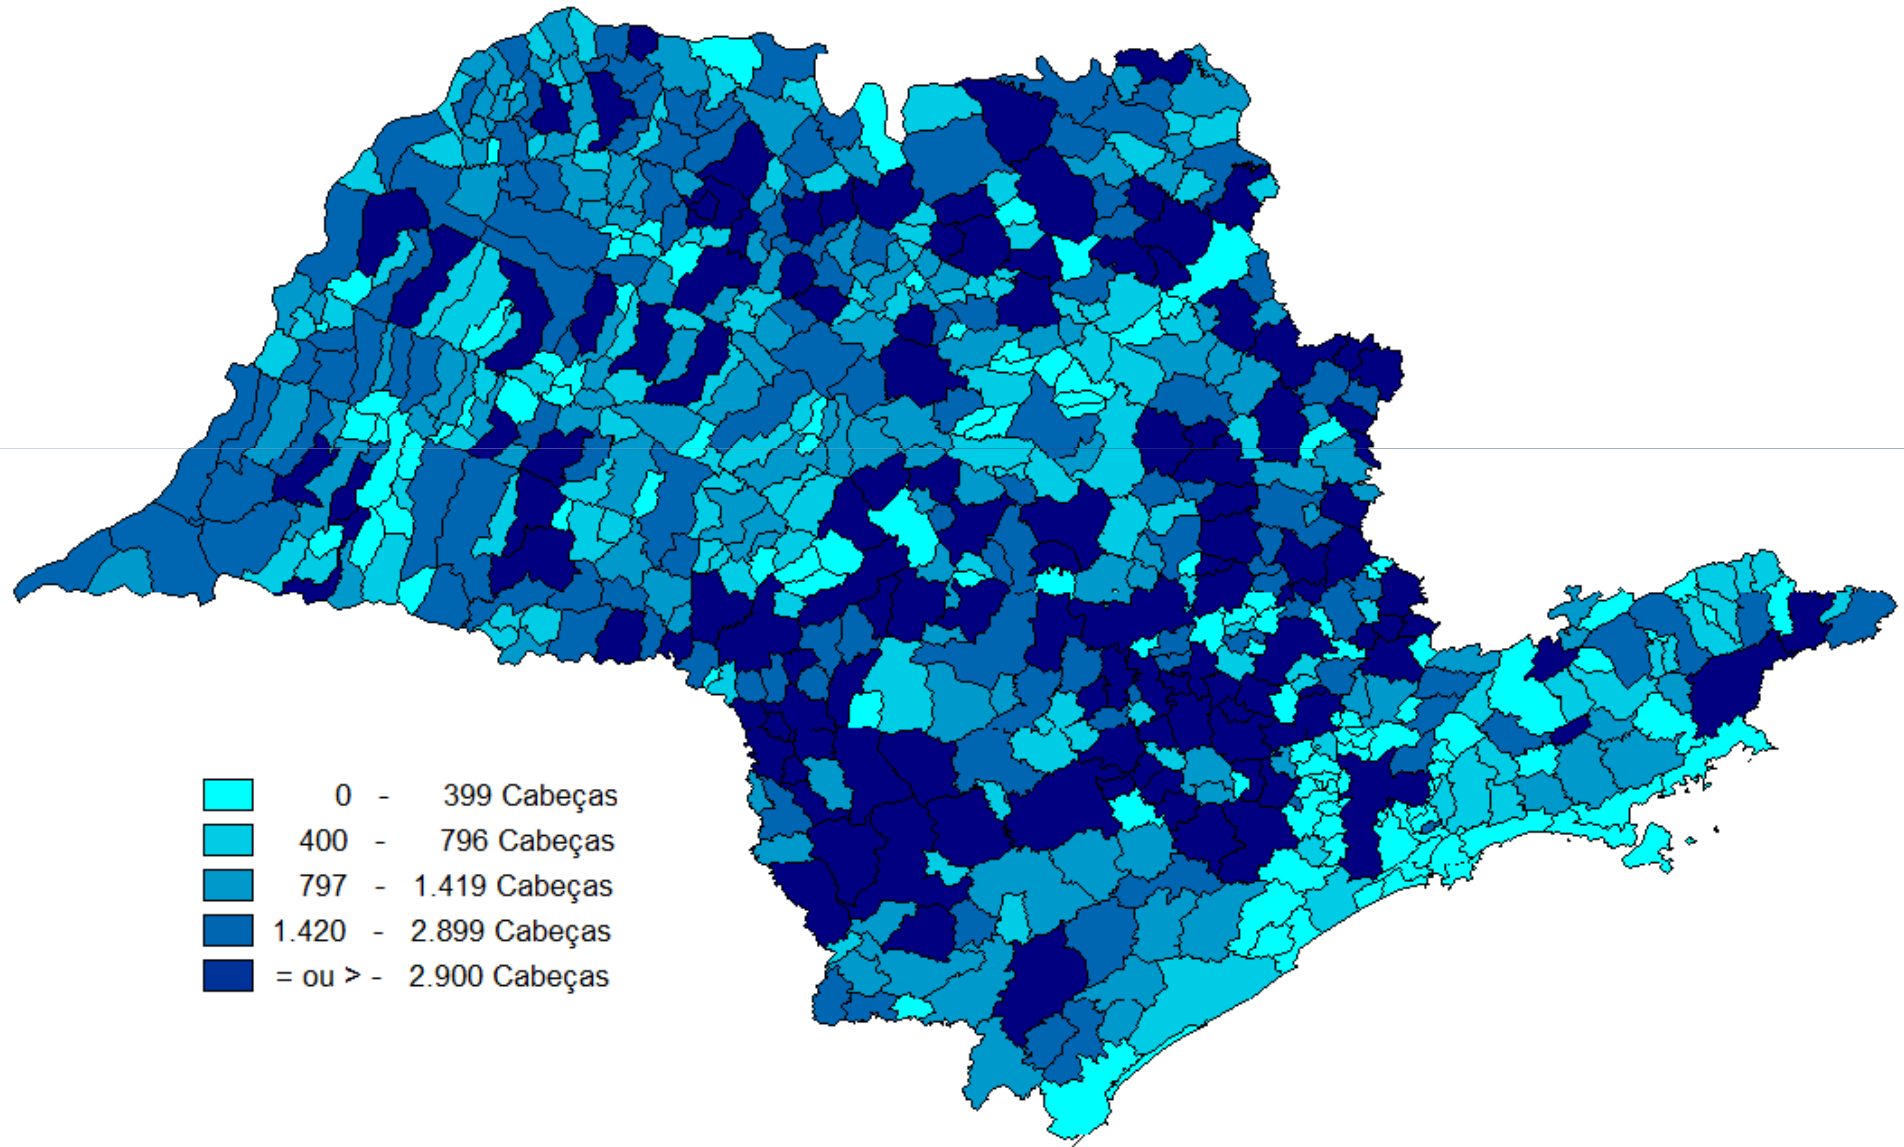 0 - 399 Cabeças
400 - 796 Cabeças
797 - 1.419 Cabeças
1.420 - 2.899 Cabeças
= ou > - 2.900 Cabeças